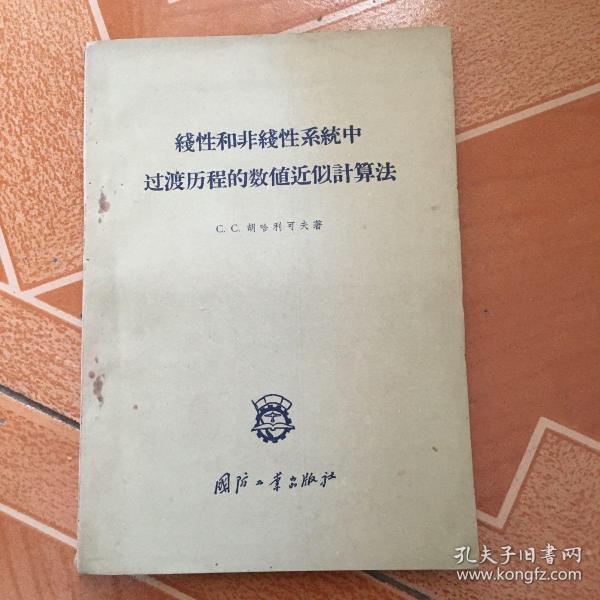 綫性和非綫性系統中
过渡历程的数値近似計算法
C. C. 胡哈利可夫著
國防工業出版社
孔夫子旧书网
www.kongfz.com